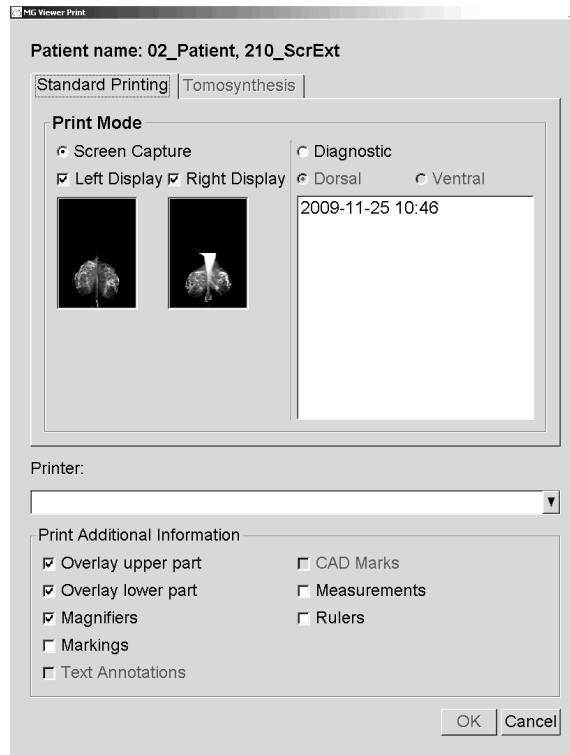 MG Viewer Print
Patient name: 02_Patient, 210_ScrExt
Standard Printing Tomosynthesis
Print Mode
Screen Capture Diagnostic
Left Display Right Display Dorsal Ventral
2009-11-25 10:46
Printer:
Print Additional Information
Overlay upper part CAD Marks
Overlay lower part Measurements
Magnifiers Rulers
Markings
Text Annotations
OK Cancel